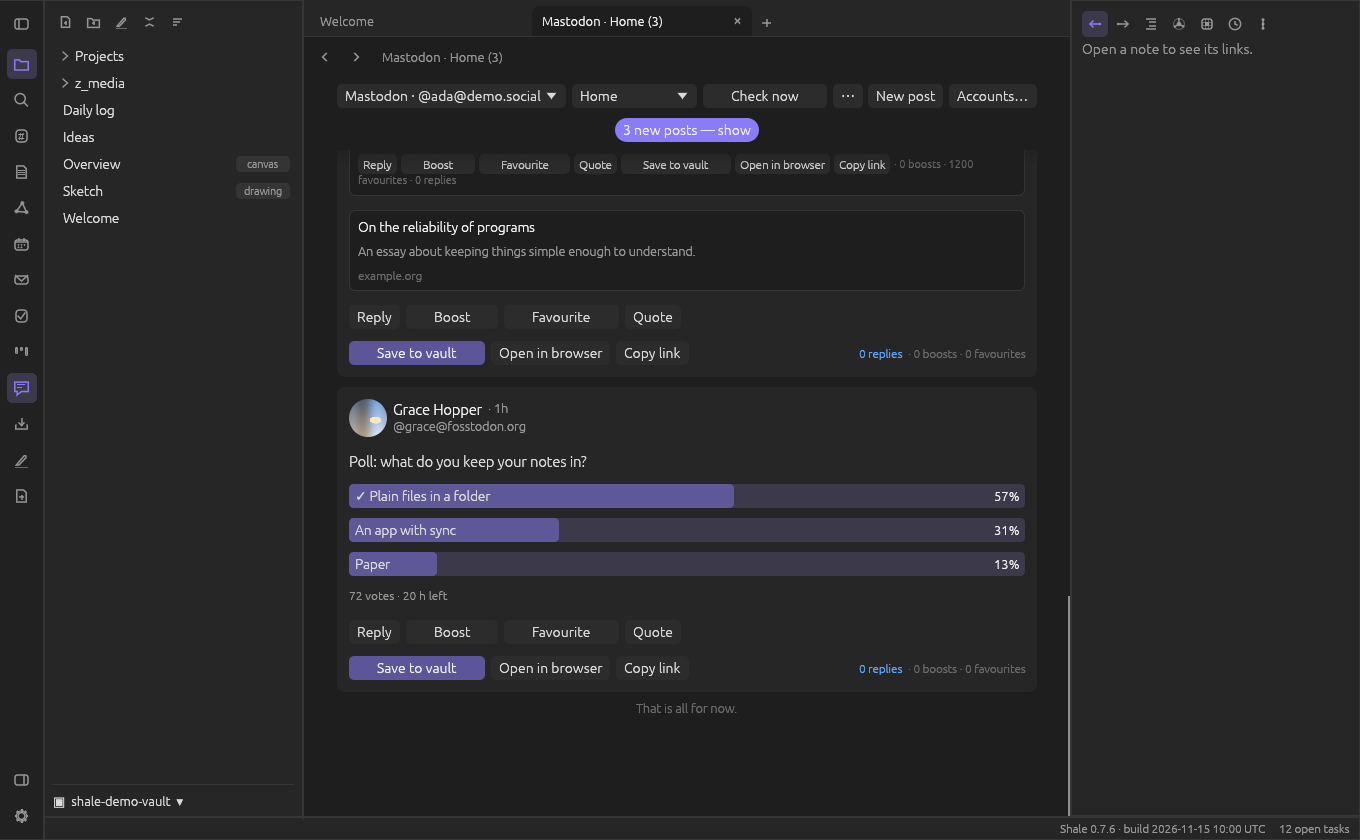 Welcome
Mastodon · Home (3)
Projects
z_media
Daily log
Ideas
Overview canvas
Sketch drawing
Welcome
shale-demo-vault
Mastodon · Home (3)
Mastodon · @ada@demo.social Home Check now ··· New post Accounts…
3 new posts — show
Reply Boost Favourite Quote Save to vault Open in browser Copy link · 0 boosts · 1200
favourites · 0 replies
On the reliability of programs
An essay about keeping things simple enough to understand.
example.org
Reply Boost Favourite Quote
Save to vault Open in browser Copy link 0 replies · 0 boosts · 0 favourites
Grace Hopper · 1h
@grace@fosstodon.org
Poll: what do you keep your notes in?
✓ Plain files in a folder 57%
An app with sync 31%
Paper 13%
72 votes · 20 h left
Reply Boost Favourite Quote
Save to vault Open in browser Copy link 0 replies · 0 boosts · 0 favourites
That is all for now.
Open a note to see its links.
Shale 0.7.6 · build 2026-11-15 10:00 UTC 12 open tasks